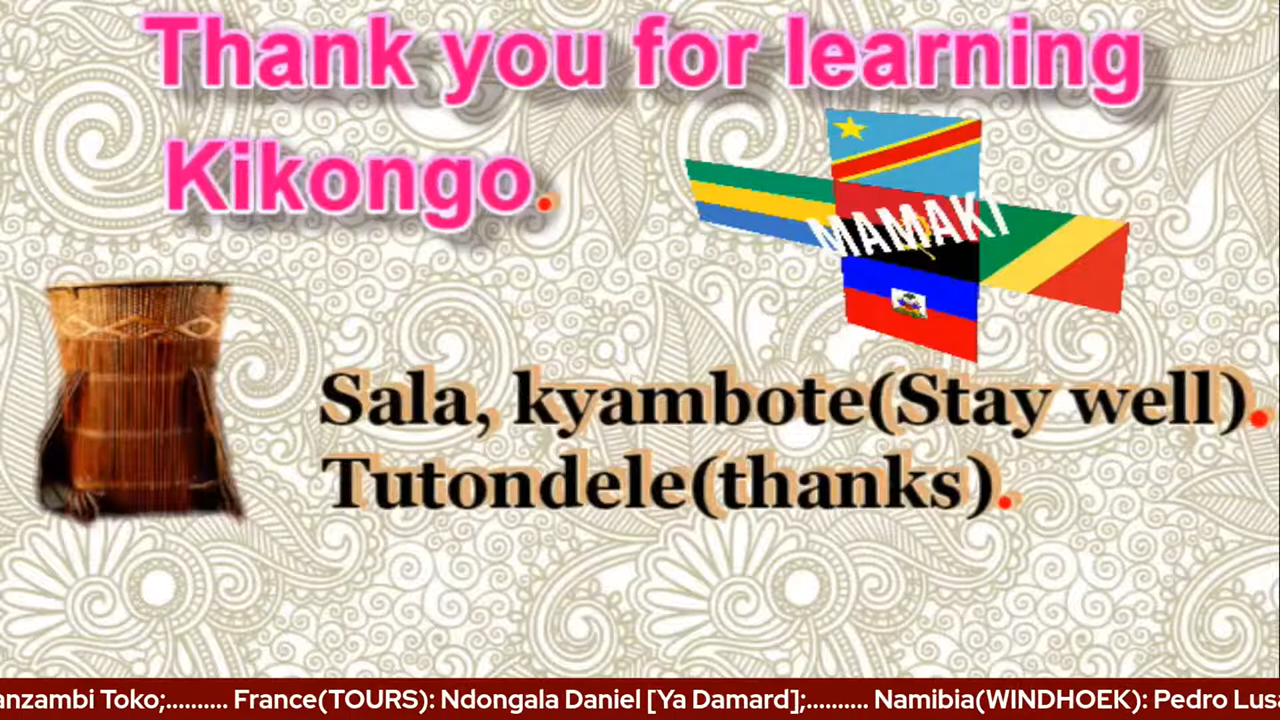 Thank you for learning
Kikongo.
MAMAKI
Sala, kyambote(Stay well).
Tutondele(thanks).
anzambi Toko;.......... France(TOURS): Ndongala Daniel [Ya Damard];.......... Namibia(WINDHOEK): Pedro Lus